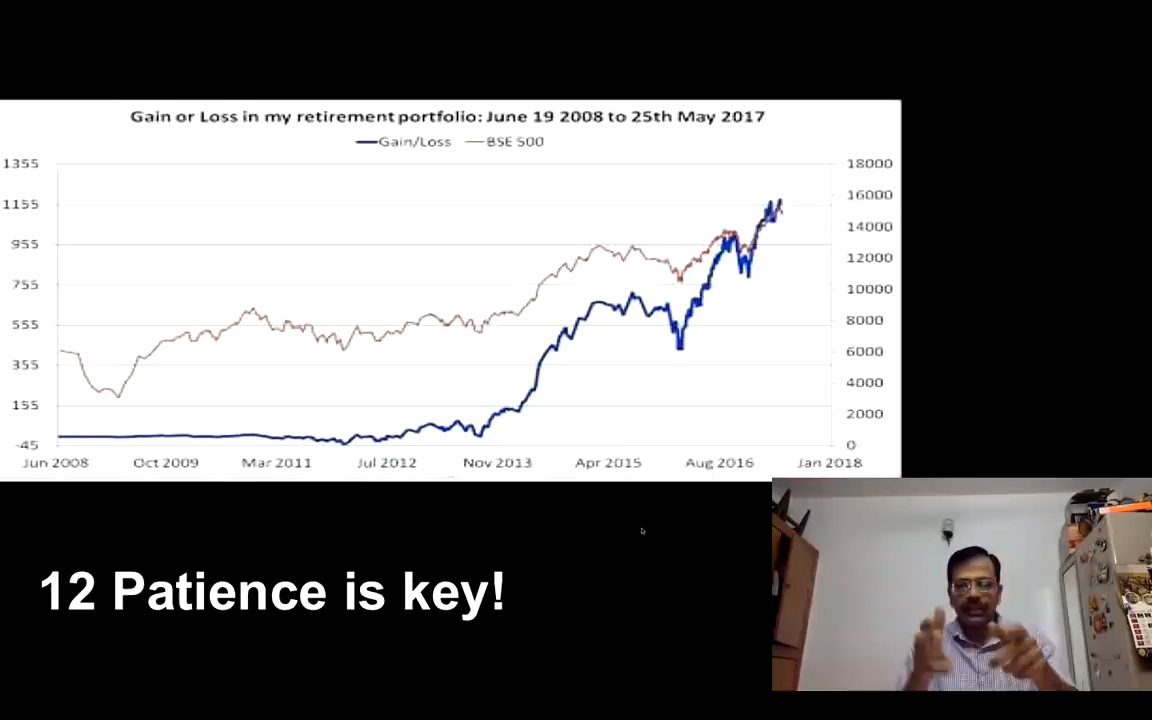 Gain or Loss in my retirement portfolio: June 19 2008 to 25th May 2017
Gain/Loss BSE 500
1355 18000
1155 16000
955 14000
755 12000
555 10000
355 8000
155 6000
-45 4000
2000
0
Jun 2008 Oct 2009 Mar 2011 Jul 2012 Nov 2013 Apr 2015 Aug 2016 Jan 2018
12 Patience is key!